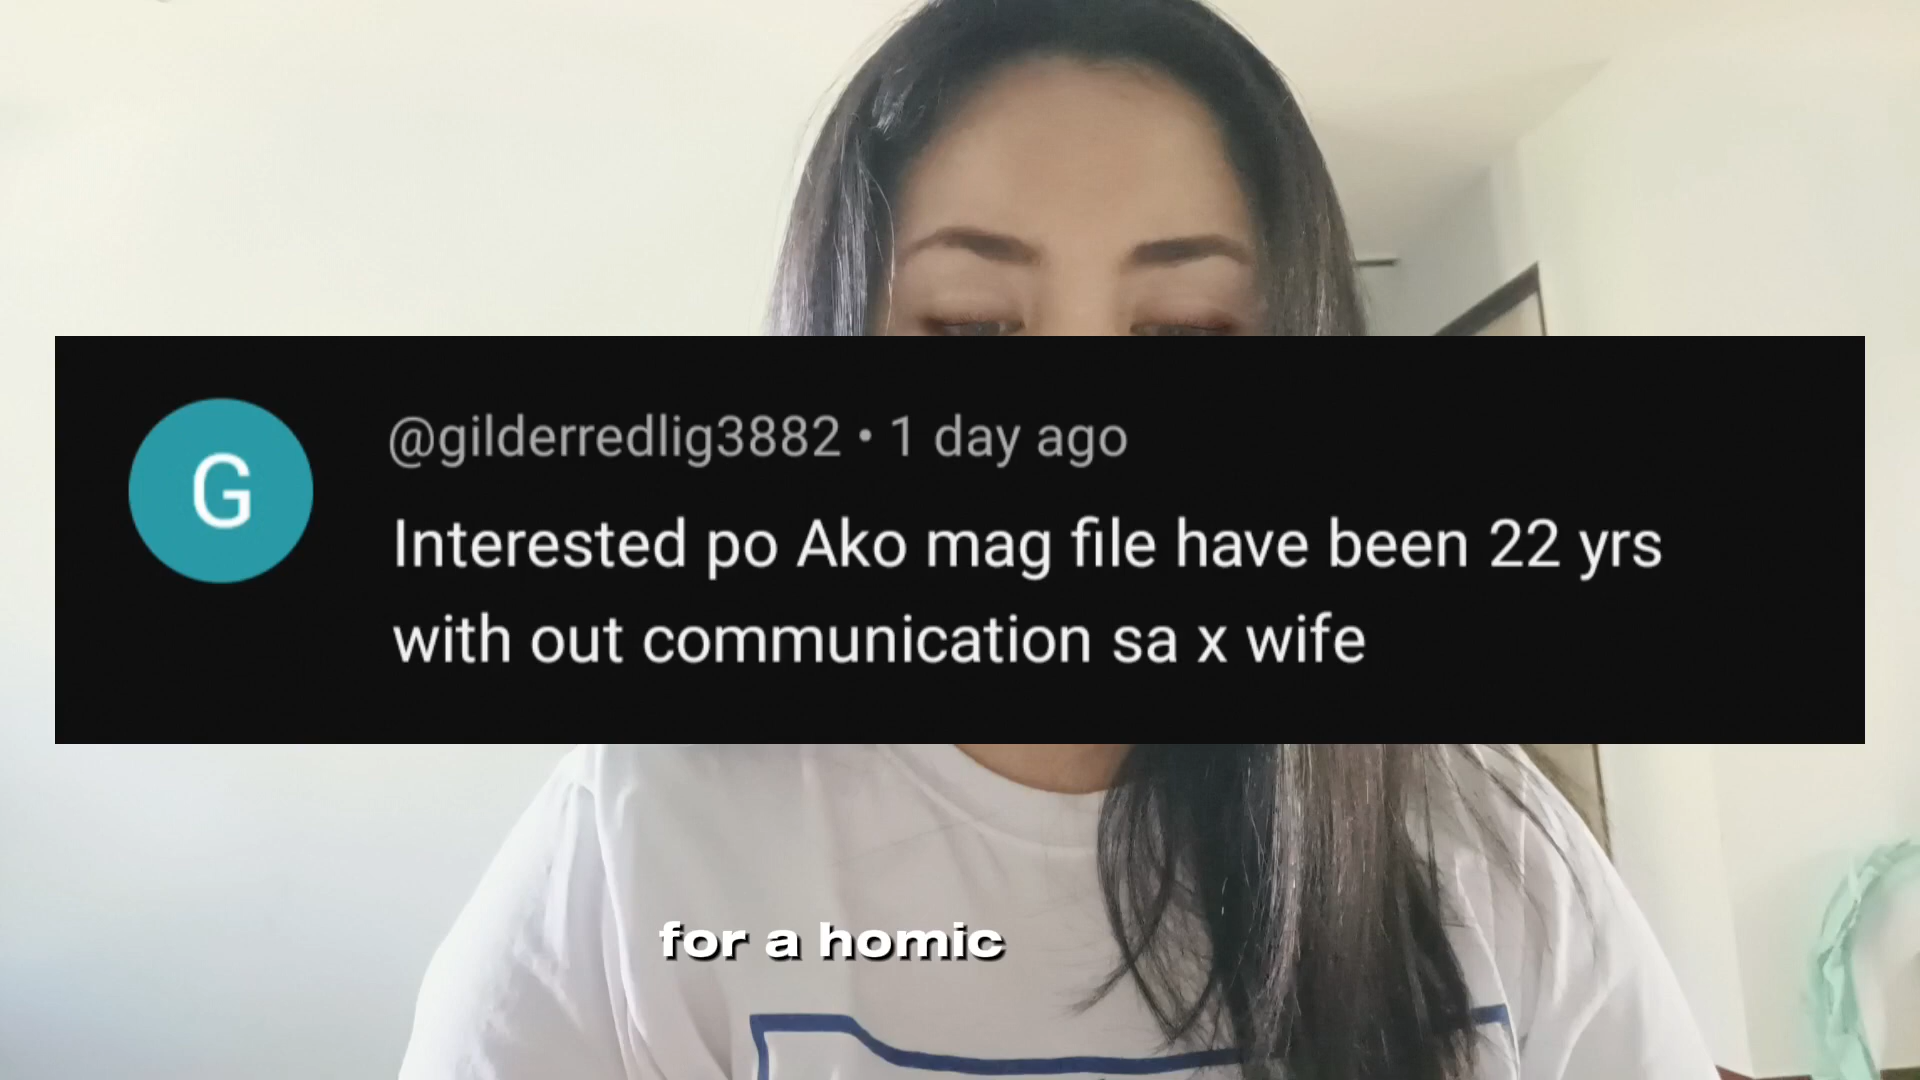 G
@gilderredlig3882 • 1 day ago
Interested po Ako mag file have been 22 yrs
with out communication sa x wife
for a homic